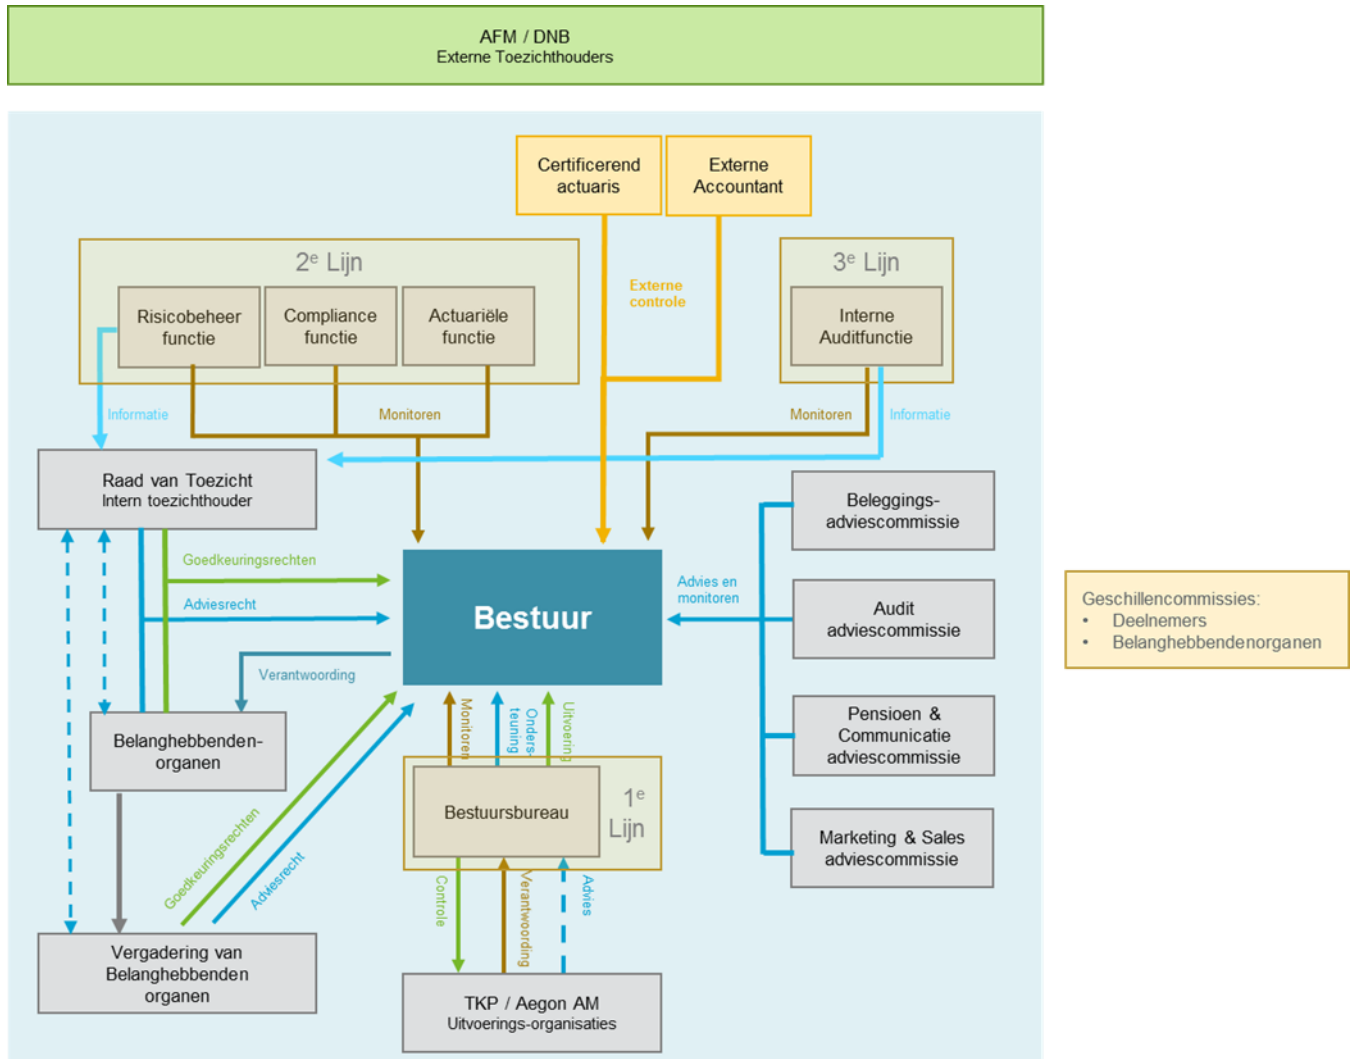 AFM / DNB
Externe Toezichthouders
Certificerend
actuaris
Externe
Accountant
2e Lijn
3e Lijn
Risicobeheer
functie
Compliance
functie
Actuariële
functie
Externe
controle
Interne
Auditfunctie
Informatie
Monitoren
Monitoren
Informatie
Raad van Toezicht
Intern toezichthouder
Beleggings-
adviescommissie
Goedkeuringsrechten
Adviesrecht
Bestuur
Advies en
monitoren
Audit
adviescommissie
Geschillencommissies:
• Deelnemers
• Belanghebbendenorganen
Verantwoording
Monitoren
Onders-
teuning
Uitvoering
Belanghebbenden-
organen
Pensioen &
Communicatie
adviescommissie
Bestuursbureau
1e
Lijn
Marketing & Sales
adviescommissie
Goedkeuringsrechten
Adviesrecht
Controle
Verantwoording
Advies
Vergadering van
Belanghebbenden
organen
TKP / Aegon AM
Uitvoerings-organisaties